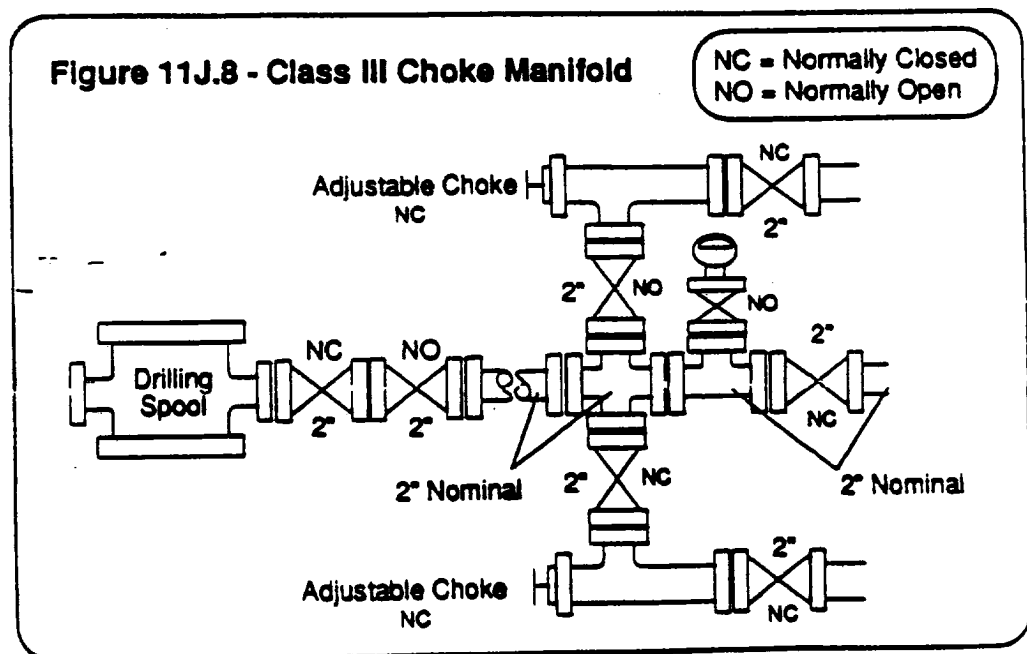 Figure 11J.8 - Class III Choke Manifold
NC = Normally Closed
NO = Normally Open
NC
Adjustable Choke
NC
2"
2" NO
NO
2"
NC NO
Drilling
Spool
2" 2"
NC
2" Nominal
2" NC
2" Nominal
2"
Adjustable Choke
NC
NC